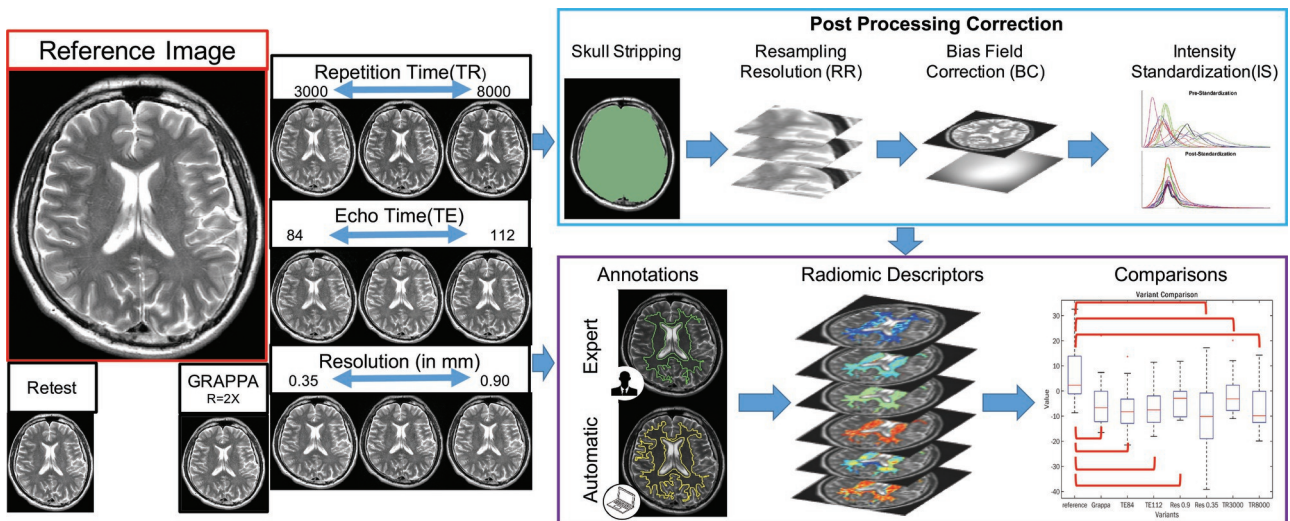 Reference Image
Retest
GRAPPA
R=2X
Repetition Time(TR)
3000
8000
Echo Time(TE)
84
112
Resolution (in mm)
0.35
0.90
Post Processing Correction
Skull Stripping
Resampling
Resolution (RR)
Bias Field
Correction (BC)
Intensity
Standardization(IS)
Pre-Standardization
Post-Standardization
Annotations
Expert
Automatic
Radiomic Descriptors
Comparisons
Variant Comparison
Value
30
20
10
0
-10
-20
-30
-40
reference Grappa TE84 TE112 Res 0.9 Res 0.35 TR3000 TR8000
Variants